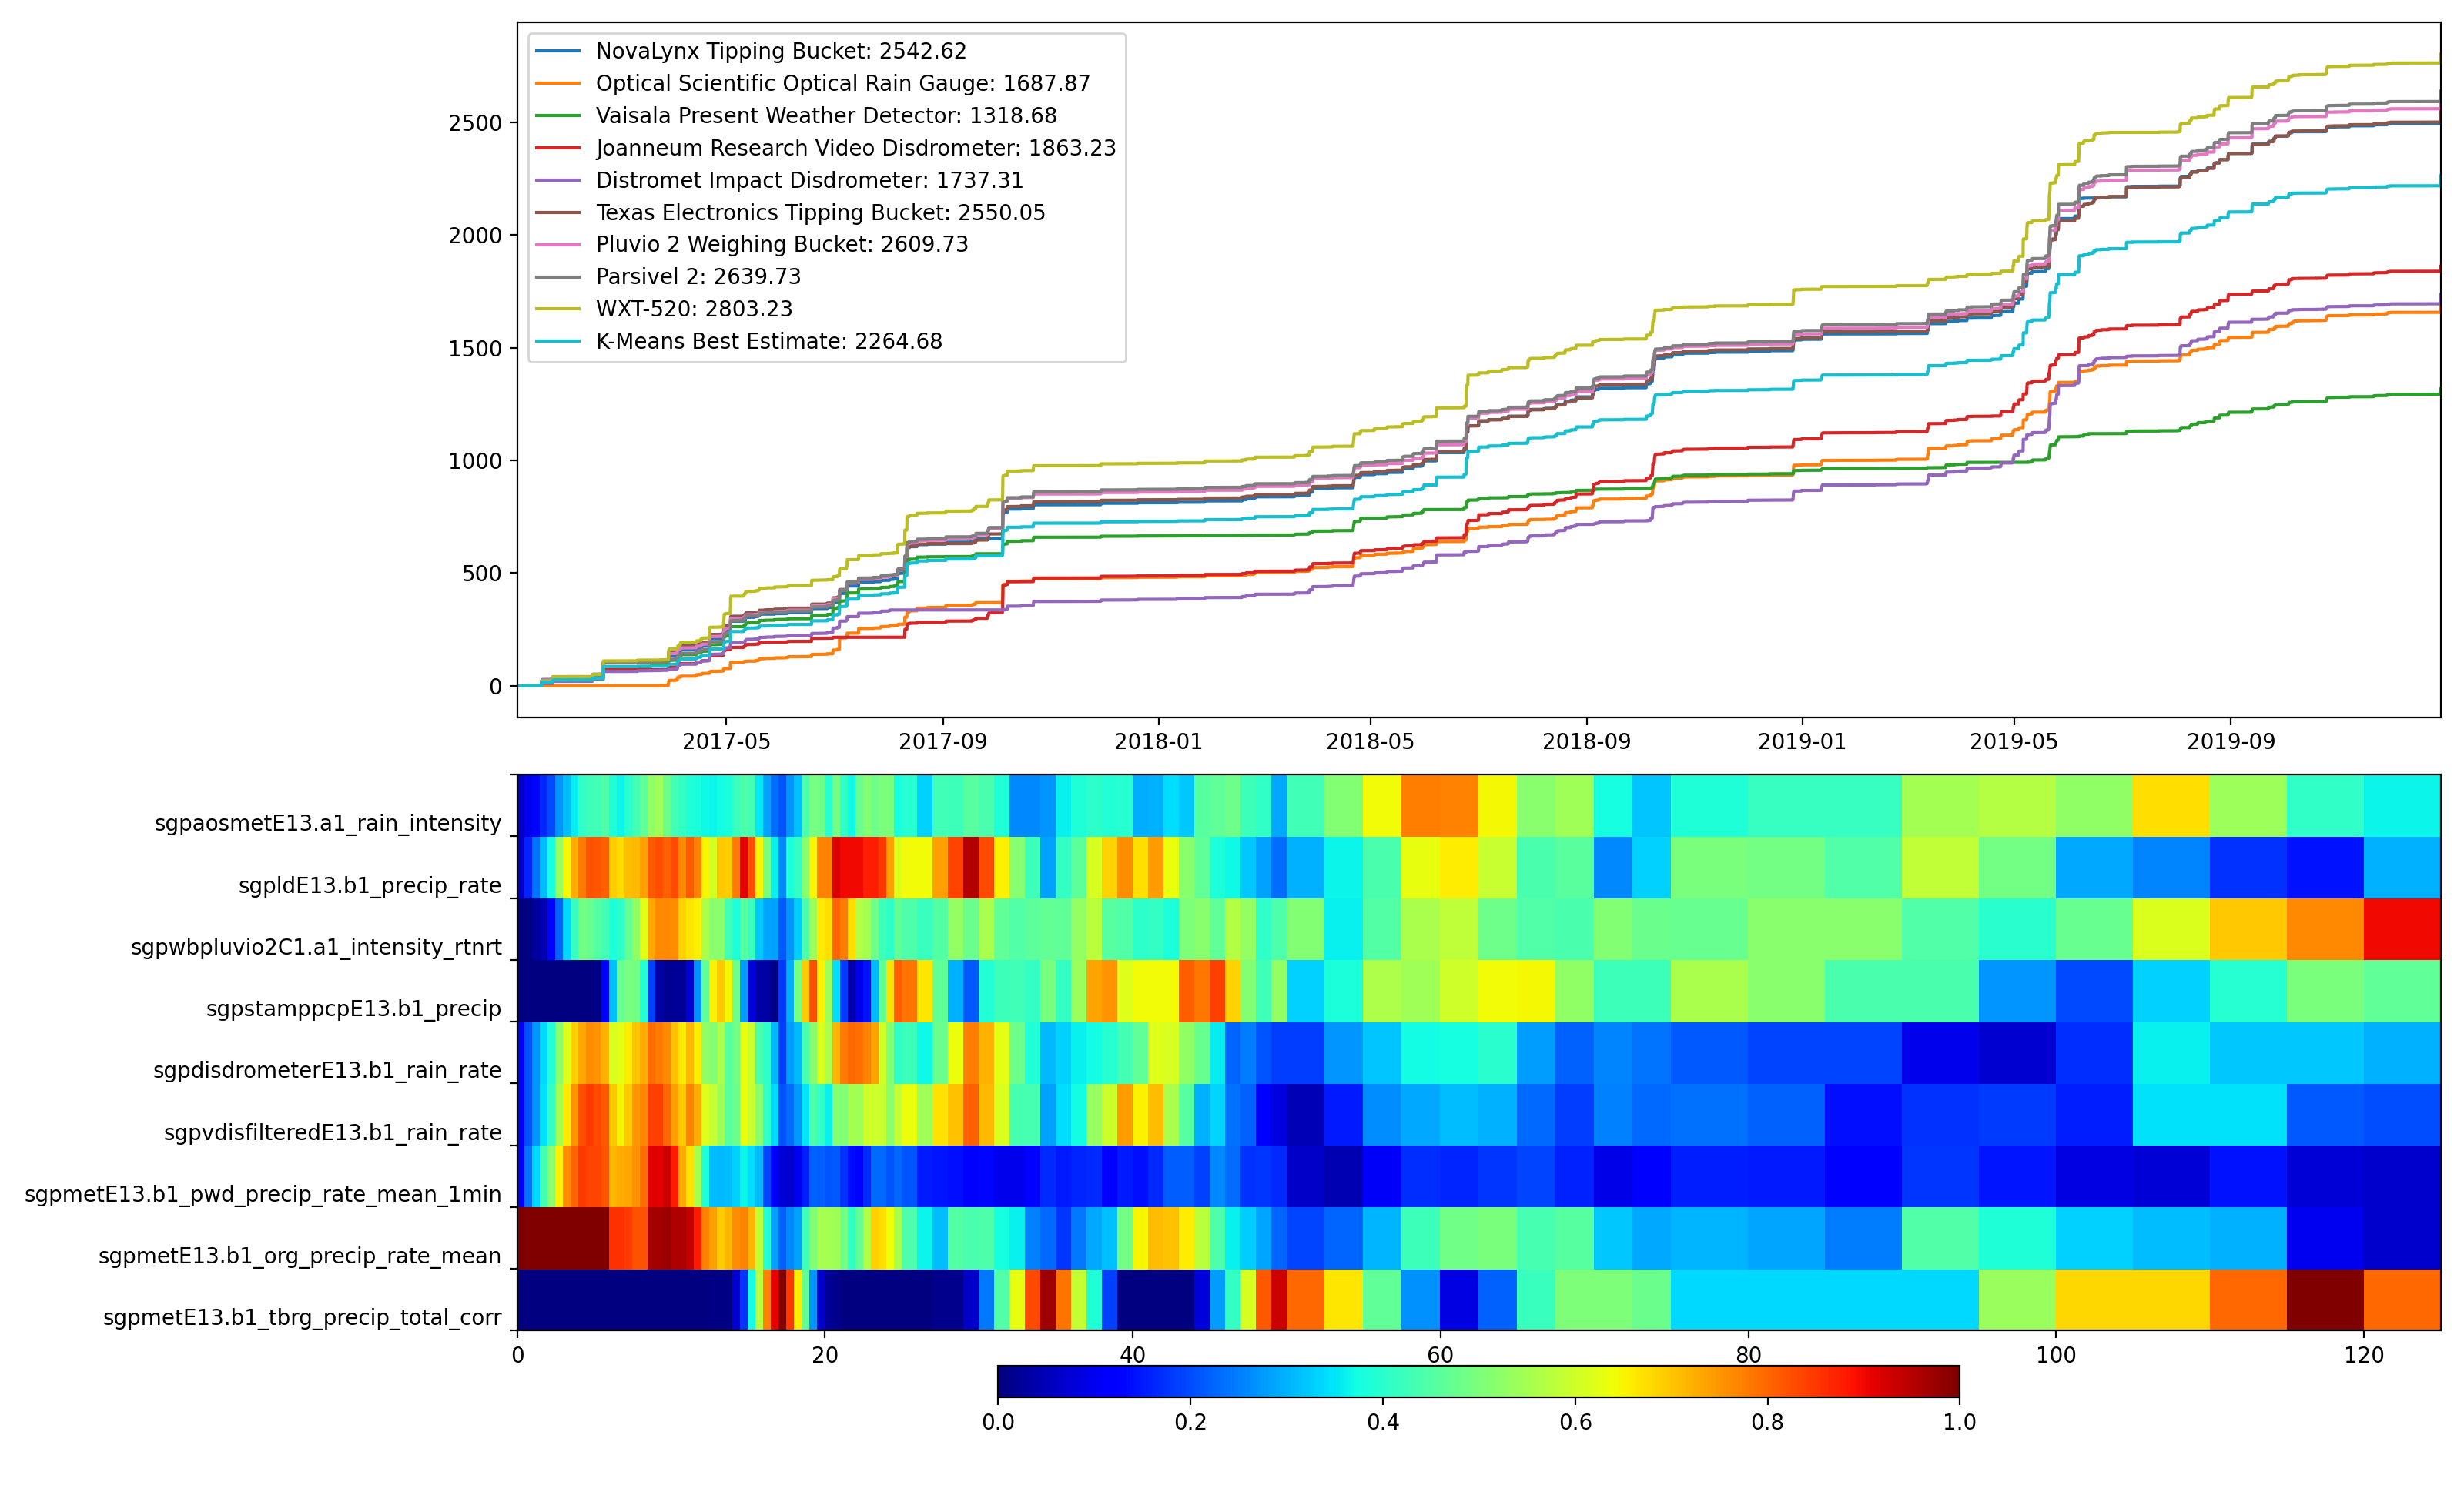 NovaLynx Tipping Bucket: 2542.62
Optical Scientific Optical Rain Gauge: 1687.87
Vaisala Present Weather Detector: 1318.68
Joanneum Research Video Disdrometer: 1863.23
Distromet Impact Disdrometer: 1737.31
Texas Electronics Tipping Bucket: 2550.05
Pluvio 2 Weighing Bucket: 2609.73
Parsivel 2: 2639.73
WXT-520: 2803.23
K-Means Best Estimate: 2264.68
2500
2000
1500
1000
500
0
2017-05 2017-09 2018-01 2018-05 2018-09 2019-01 2019-05 2019-09
sgpaosmetE13.a1_rain_intensity
sgpldE13.b1_precip_rate
sgpwbpluvio2C1.a1_intensity_rtnrt
sgpstamppcpE13.b1_precip
sgpdisdrometerE13.b1_rain_rate
sgpvdisfilteredE13.b1_rain_rate
sgpmetE13.b1_pwd_precip_rate_mean_1min
sgpmetE13.b1_org_precip_rate_mean
sgpmetE13.b1_tbrg_precip_total_corr
0 20 40 60 80 100 120
0.0 0.2 0.4 0.6 0.8 1.0